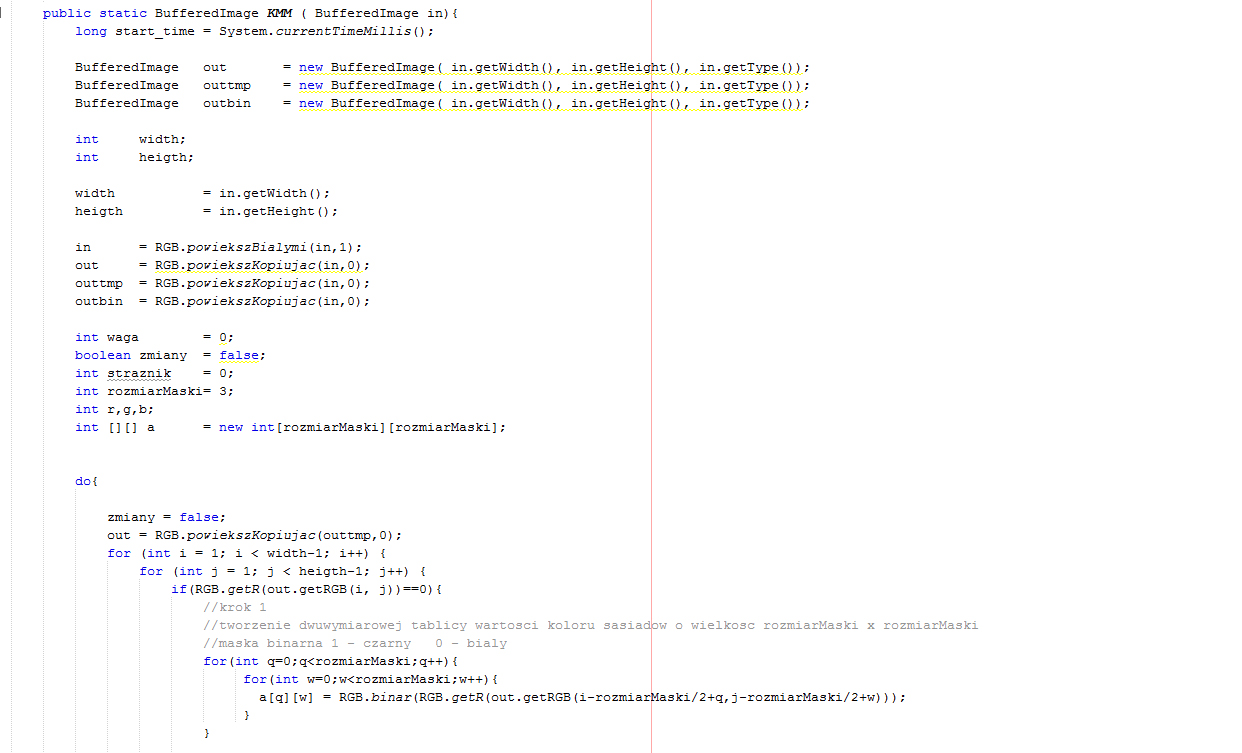 public static BufferedImage KMM ( BufferedImage in){
long start_time = System.currentTimeMillis();
BufferedImage out = new BufferedImage( in.getWidth(), in.getHeight(), in.getType());
BufferedImage outtmp = new BufferedImage( in.getWidth(), in.getHeight(), in.getType());
BufferedImage outbin = new BufferedImage( in.getWidth(), in.getHeight(), in.getType());
int width;
int heigth;
width = in.getWidth();
heigth = in.getHeight();
in = RGB.powiekszBialymi(in,1);
out = RGB.powiekszKopiujac(in,0);
outtmp = RGB.powiekszKopiujac(in,0);
outbin = RGB.powiekszKopiujac(in,0);
int waga = 0;
boolean zmiany = false;
int straznik = 0;
int rozmiarMaski= 3;
int r,g,b;
int [][] a = new int[rozmiarMaski][rozmiarMaski];
do{
zmiany = false;
out = RGB.powiekszKopiujac(outtmp,0);
for (int i = 1; i < width-1; i++) {
for (int j = 1; j < heigth-1; j++) {
if(RGB.getR(out.getRGB(i, j))==0){
//krok 1
//tworzenie dwuwymiarowej tablicy wartosci koloru sasiadow o wielkosc rozmiarMaski x rozmiarMaski
//maska binarna 1 - czarny 0 - bialy
for(int q=0;q<rozmiarMaski;q++){
for(int w=0;w<rozmiarMaski;w++){
a[q][w] = RGB.binar(RGB.getR(out.getRGB(i-rozmiarMaski/2+q,j-rozmiarMaski/2+w)));
}
}